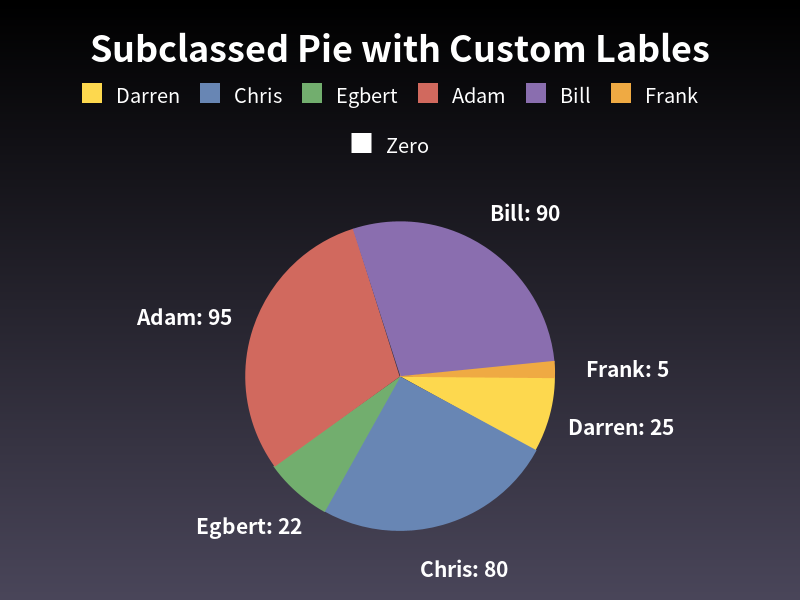 Subclassed Pie with Custom Lables
Darren Chris Egbert Adam Bill Frank
Zero
Bill: 90
Adam: 95
Frank: 5
Darren: 25
Egbert: 22
Chris: 80